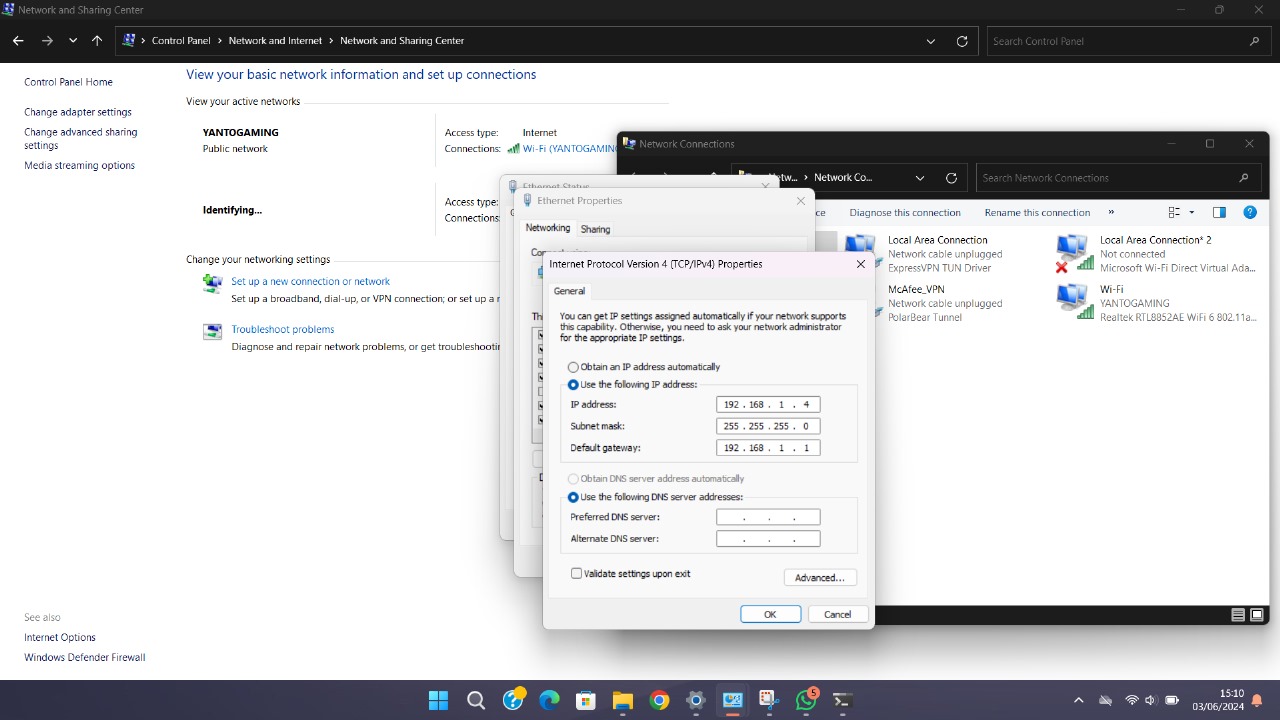 Network and Sharing Center
Control Panel > Network and Internet > Network and Sharing Center
Search Control Panel
Control Panel Home
Change adapter settings
Change advanced sharing
settings
Media streaming options
View your basic network information and set up connections
View your active networks
YANTOGAMING
Public network
Access type: Internet
Connections: Wi-Fi (YANTOGAMING
Identifying...
Access type:
Connections:
Change your networking settings
Set up a new connection or network
Set up a broadband, dial-up, or VPN connection; or set up a r
Troubleshoot problems
Diagnose and repair network problems, or get troubleshootin
See also
Internet Options
Windows Defender Firewall
Network Connections
Netw... > Network Co...
Search Network Connections
ce
Diagnose this connection
Rename this connection
»
Local Area Connection
Network cable unplugged
ExpressVPN TUN Driver
Local Area Connection* 2
Not connected
Microsoft Wi-Fi Direct Virtual Ada...
McAfee_VPN
Network cable unplugged
PolarBear Tunnel
Wi-Fi
YANTOGAMING
Realtek RTL8852AE WiFi 6 802.11a...
Ethernet Status
Ethernet Properties
Networking
Sharing
Internet Protocol Version 4 (TCP/IPv4) Properties
General
You can get IP settings assigned automatically if your network supports
this capability. Otherwise, you need to ask your network administrator
for the appropriate IP settings.
Obtain an IP address automatically
Use the following IP address:
IP address: 192 . 168 . 1 . 4
Subnet mask: 255 . 255 . 255 . 0
Default gateway: 192 . 168 . 1 . 1
Obtain DNS server address automatically
Use the following DNS server addresses:
Preferred DNS server: . . .
Alternate DNS server: . . .
Validate settings upon exit
Advanced...
OK
Cancel
5
15:10
03/06/2024